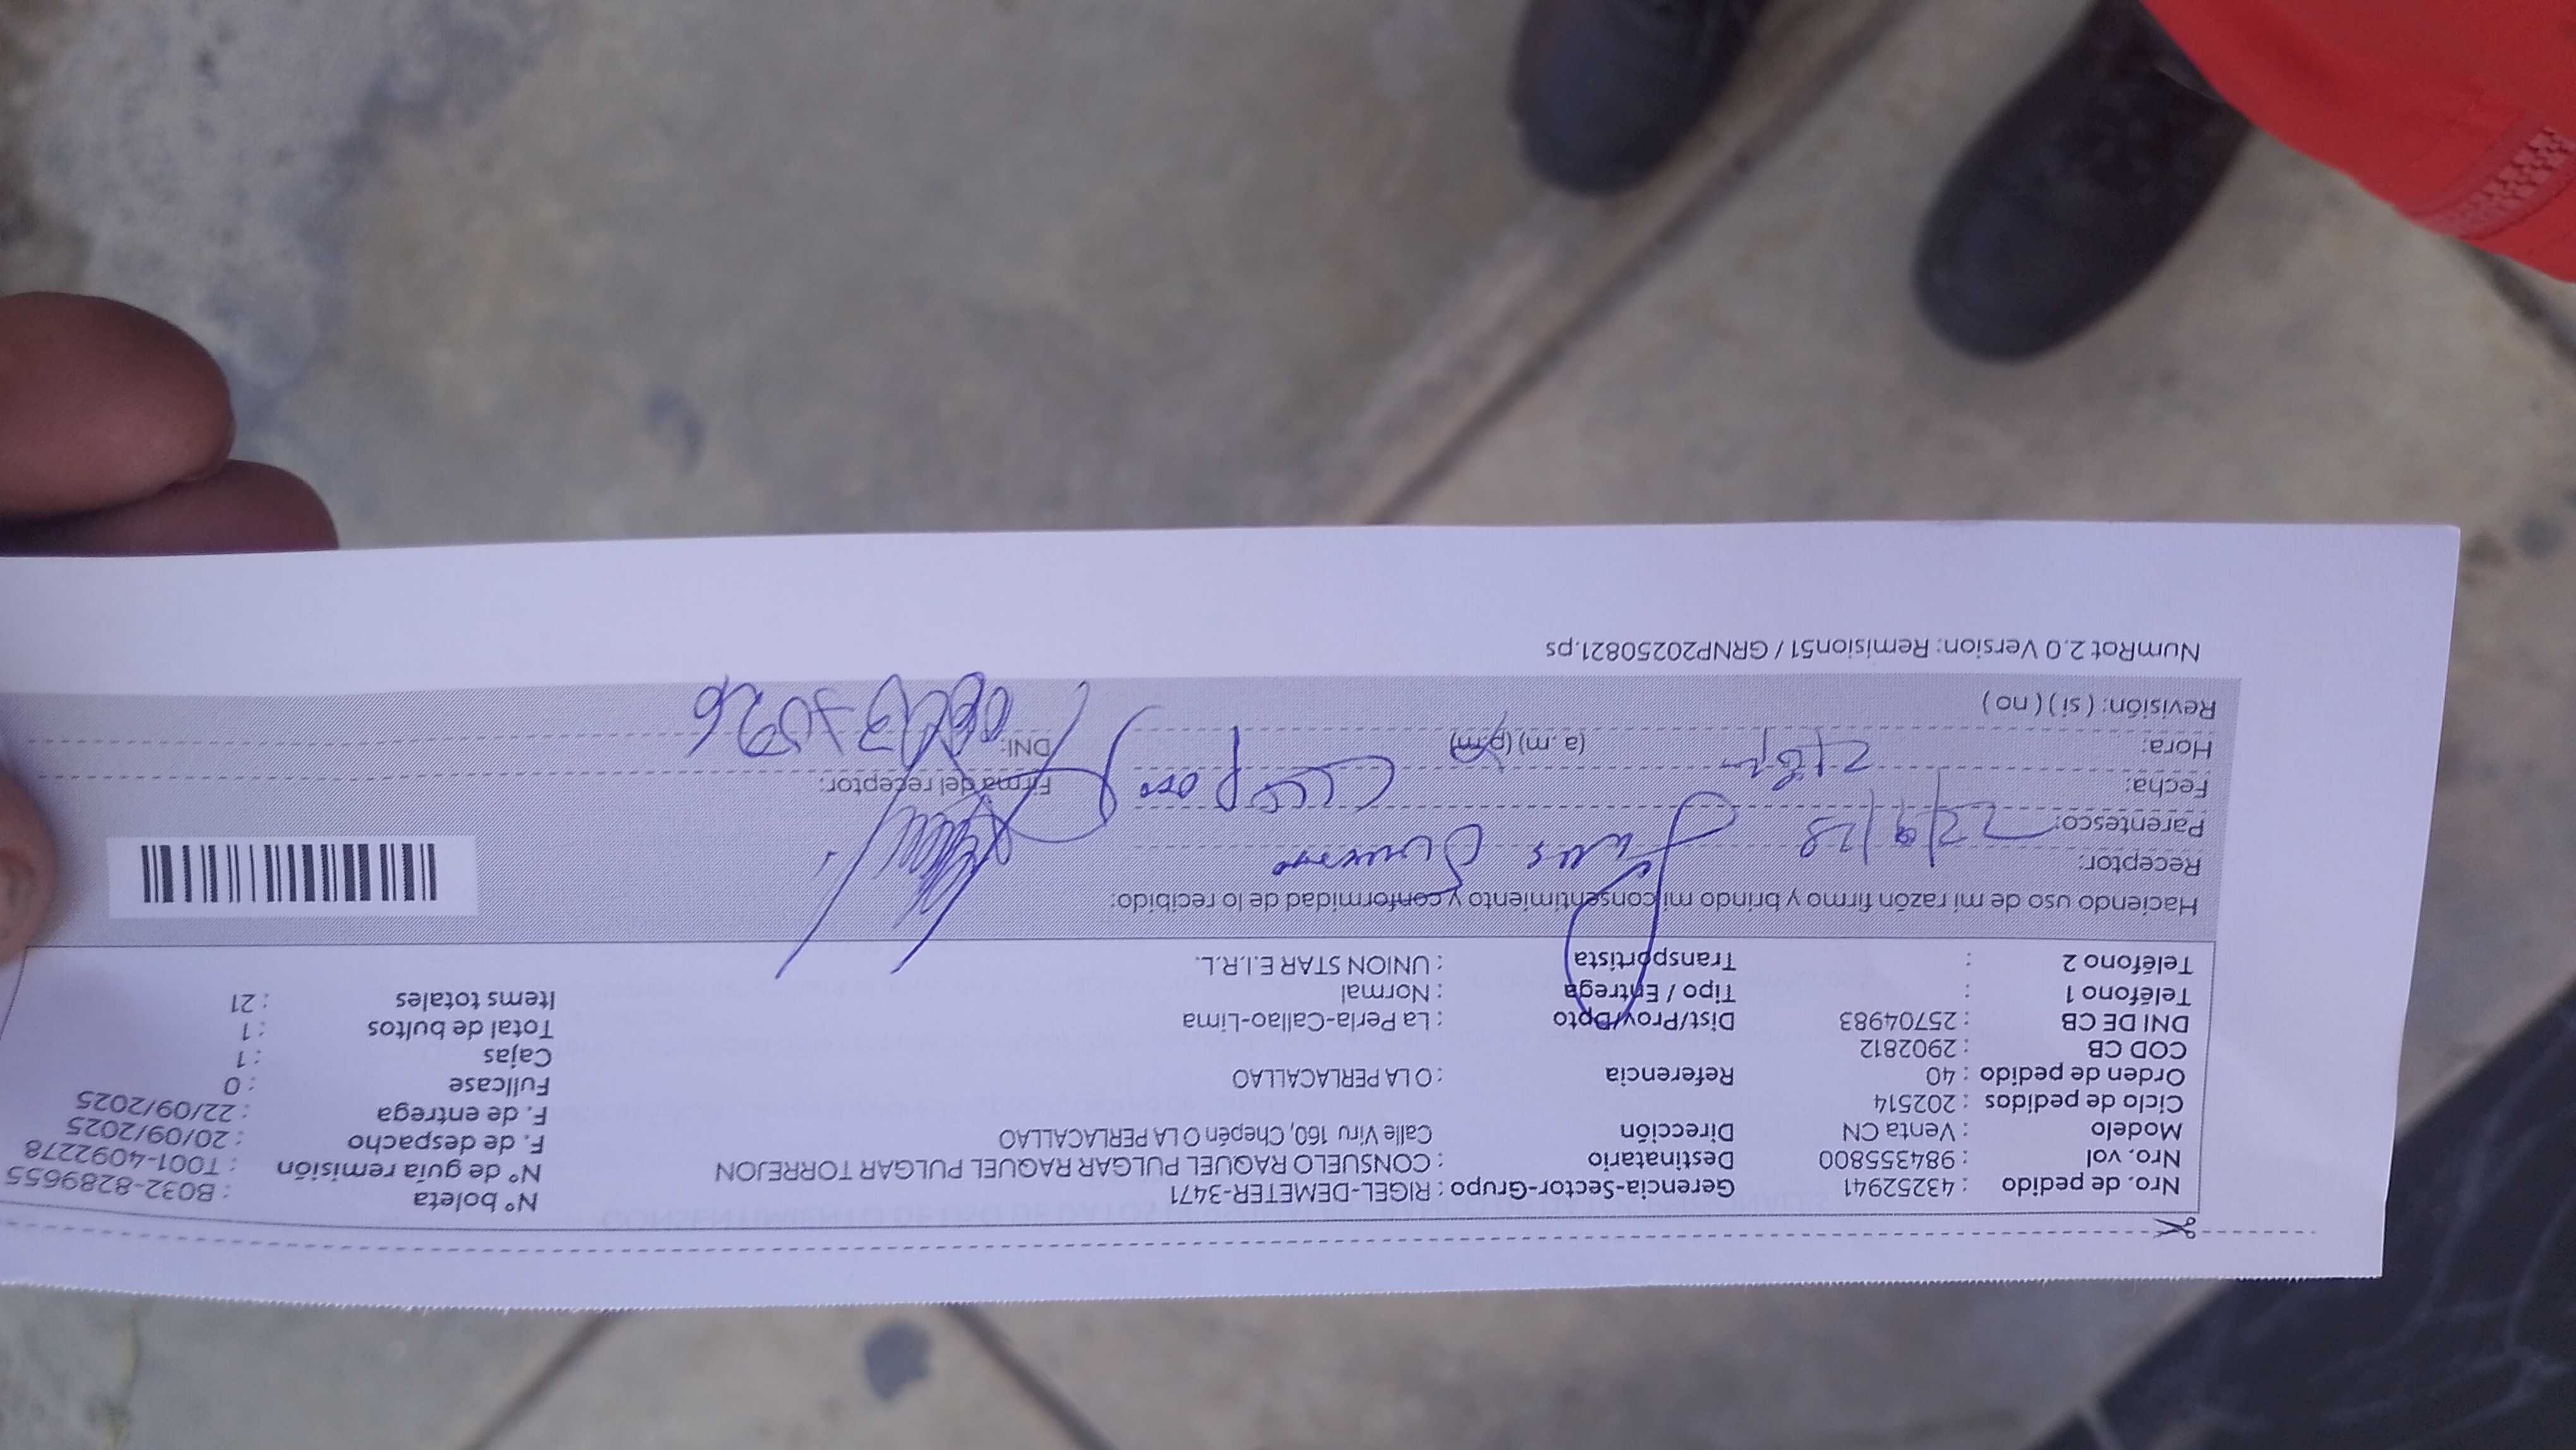 Nro. de pedido : 43252941 Gerencia-Sector-Grupo : RIGEL-DEMETER-3471 N° boleta : B032-8289655
Nro. vol : 984355800 Destinatario : CONSUELO RAQUEL PULGAR RAQUEL PULGAR TORREJON N° de guía remisión : T001-4092278
Modelo : Venta CN Dirección Calle Viru 160, Chepén O LA PERLACALLAO F. de despacho : 20/09/2025
Ciclo de pedidos : 202514 F. de entrega : 22/09/2025
Orden de pedido : 40 Referencia : O LA PERLACALLAO Fullcase : 0
COD CB : 2902812 Cajas : 1
DNI DE CB : 25704983 Dist/Prov/Dpto : La Perla-Callao-Lima Total de bultos : 1
Teléfono 1 : Tipo / Entrega : Normal Items totales : 21
Teléfono 2 : Transportista : UNION STAR E.I.R.L.
Haciendo uso de mi razón firmo y brindo mi consentimiento y conformidad de lo recibido:
Receptor:
Parentesco:
Fecha: 22/9/25 Firma del receptor:
Hora: (a.m) (p.m) DNI:
Revisión: ( si ) ( no )
NumRot 2.0 Version: Remision51 / GRNP20250821.ps